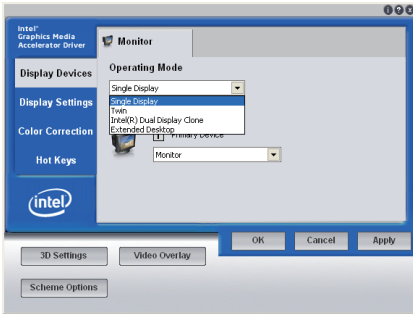 Intel®
Graphics Media
Accelerator Driver
Monitor
Display Devices
Display Settings
Color Correction
Hot Keys
intel
Operating Mode
Single Display
Single Display
Twin
Intel(R) Dual Display Clone
Extended Desktop
1 Primary Device
Monitor
OK
Cancel
Apply
3D Settings
Video Overlay
Scheme Options